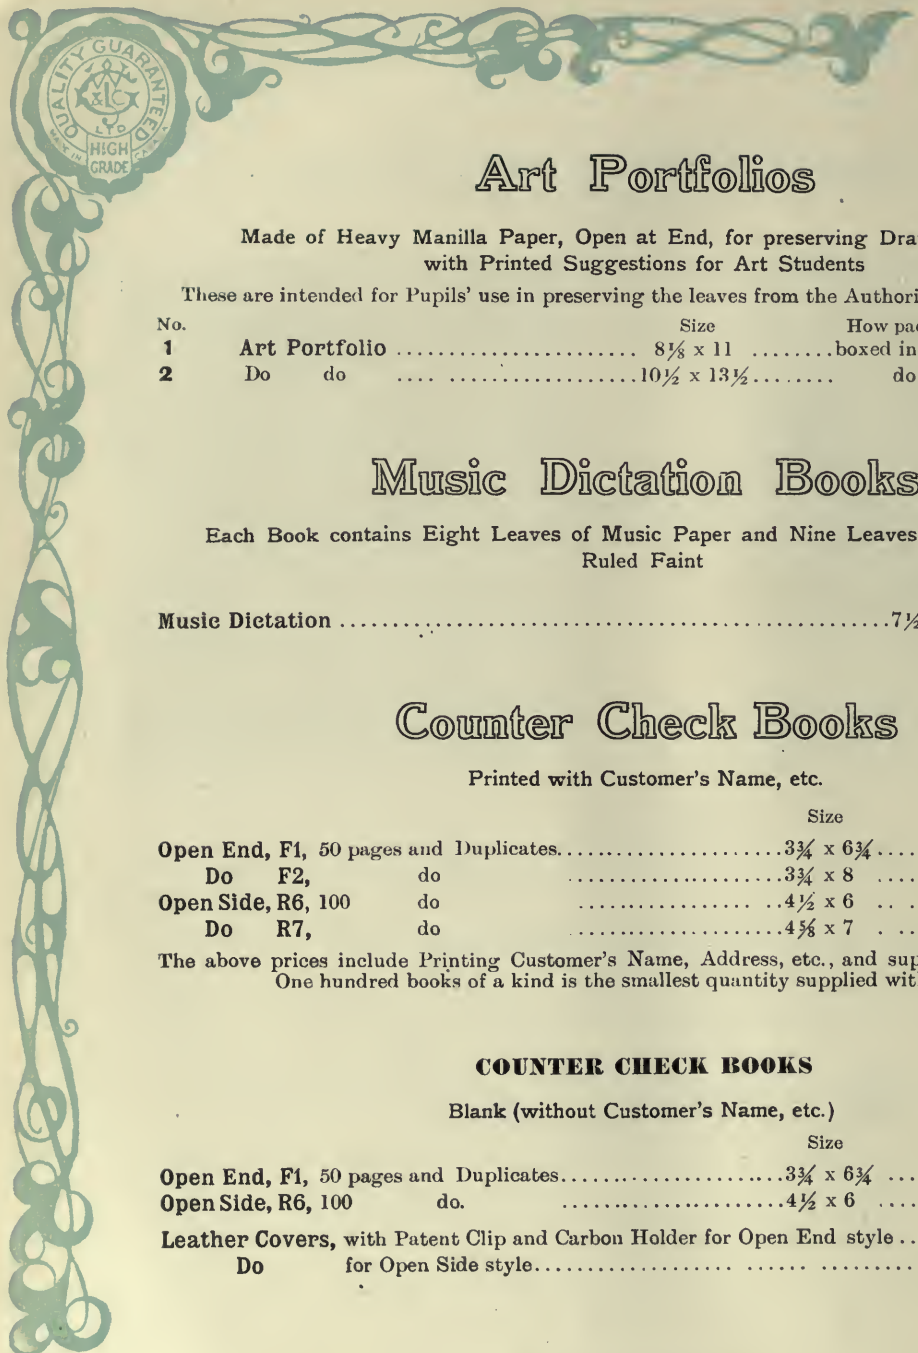 QUALITY GUARANTEED
LTD
HIGH
GRADE
MADE IN CANADA
Art Portfolios
Made of Heavy Manilla Paper, Open at End, for preserving Dra
with Printed Suggestions for Art Students
These are intended for Pupils' use in preserving the leaves from the Authori
No. Size How pac
1 Art Portfolio ........................ 8⅛ x 11 ........boxed in
2 Do do .... ...................10½ x 13½........ do
Music Dictation Books
Each Book contains Eight Leaves of Music Paper and Nine Leaves
Ruled Faint
Music Dictation .......................................................7½
Counter Check Books
Printed with Customer's Name, etc.
Size
Open End, F1, 50 pages and Duplicates.......................3¾ x 6¾....
Do F2, do ......................3¾ x 8 ....
Open Side, R6, 100 do ................. ..4½ x 6 .. .
Do R7, do ......................4⅝ x 7 . ..
The above prices include Printing Customer's Name, Address, etc., and sup
One hundred books of a kind is the smallest quantity supplied wit
COUNTER CHECK BOOKS
Blank (without Customer's Name, etc.)
Size
Open End, F1, 50 pages and Duplicates.......................3¾ x 6¾ ...
Open Side, R6, 100 do. .......................4½ x 6 ....
Leather Covers, with Patent Clip and Carbon Holder for Open End style ..
Do for Open Side style................... ...... .........